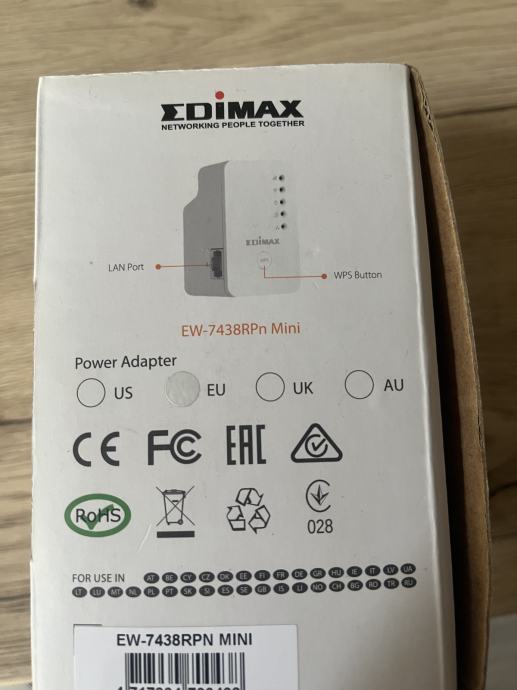 EDIMAX
NETWORKING PEOPLE TOGETHER
EDIMAX
LAN Port
WPS
WPS Button
EW-7438RPn Mini
Power Adapter
US EU UK AU
CE FC EAC
RoHS
028
FOR USE IN AT BE CY CZ DK EE FI FR DE GR HU IE IT LV UA
LT LU MT NL PL PT SK SI ES SE GB IS LI NO CH BG RO TR RU
EW-7438RPN MINI